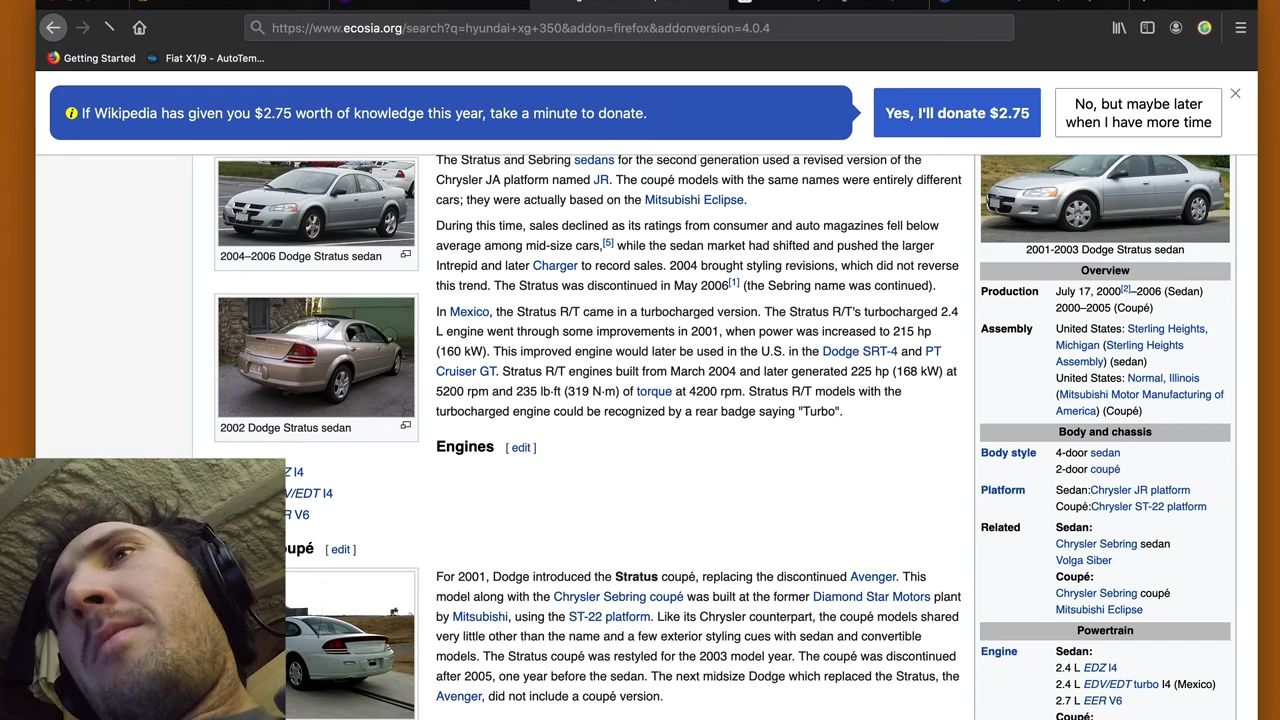 https://www.ecosia.org/search?q=hyundai+xg+350&addon=firefox&addonversion=4.0.4
Getting Started
Fiat X1/9 - AutoTem...
If Wikipedia has given you $2.75 worth of knowledge this year, take a minute to donate.
Yes, I'll donate $2.75
No, but maybe later
when I have more time
2004–2006 Dodge Stratus sedan
2002 Dodge Stratus sedan
The Stratus and Sebring sedans for the second generation used a revised version of the
Chrysler JA platform named JR. The coupé models with the same names were entirely different
cars; they were actually based on the Mitsubishi Eclipse.
During this time, sales declined as its ratings from consumer and auto magazines fell below
average among mid-size cars,[5] while the sedan market had shifted and pushed the larger
Intrepid and later Charger to record sales. 2004 brought styling revisions, which did not reverse
this trend. The Stratus was discontinued in May 2006[1] (the Sebring name was continued).
In Mexico, the Stratus R/T came in a turbocharged version. The Stratus R/T's turbocharged 2.4
L engine went through some improvements in 2001, when power was increased to 215 hp
(160 kW). This improved engine would later be used in the U.S. in the Dodge SRT-4 and PT
Cruiser GT. Stratus R/T engines built from March 2004 and later generated 225 hp (168 kW) at
5200 rpm and 235 lb·ft (319 N·m) of torque at 4200 rpm. Stratus R/T models with the
turbocharged engine could be recognized by a rear badge saying "Turbo".
Engines [ edit ]
Z I4
V/EDT I4
R V6
oupé [ edit ]
For 2001, Dodge introduced the Stratus coupé, replacing the discontinued Avenger. This
model along with the Chrysler Sebring coupé was built at the former Diamond Star Motors plant
by Mitsubishi, using the ST-22 platform. Like its Chrysler counterpart, the coupé models shared
very little other than the name and a few exterior styling cues with sedan and convertible
models. The Stratus coupé was restyled for the 2003 model year. The coupé was discontinued
after 2005, one year before the sedan. The next midsize Dodge which replaced the Stratus, the
Avenger, did not include a coupé version.
2001-2003 Dodge Stratus sedan
Overview
Production July 17, 2000[2]–2006 (Sedan)
2000–2005 (Coupé)
Assembly United States: Sterling Heights,
Michigan (Sterling Heights
Assembly) (sedan)
United States: Normal, Illinois
(Mitsubishi Motor Manufacturing of
America) (Coupé)
Body and chassis
Body style 4-door sedan
2-door coupé
Platform Sedan:Chrysler JR platform
Coupé:Chrysler ST-22 platform
Related Sedan:
Chrysler Sebring sedan
Volga Siber
Coupé:
Chrysler Sebring coupé
Mitsubishi Eclipse
Powertrain
Engine Sedan:
2.4 L EDZ I4
2.4 L EDV/EDT turbo I4 (Mexico)
2.7 L EER V6
Coupé: